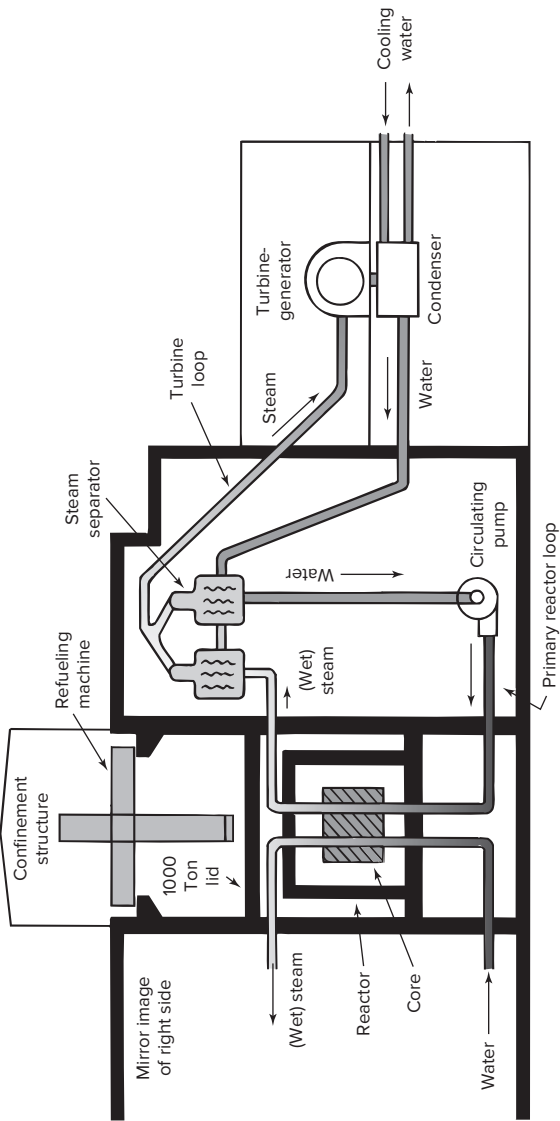 Confinement
structure
Refueling
machine
Steam
separator
Turbine
loop
Turbine-
generator
Cooling
water
Mirror image
of right side
1000
Ton
lid
Steam
Water
Condenser
Water
(Wet)
steam
(Wet) steam
Circulating
pump
Reactor
Core
Water
Primary reactor loop